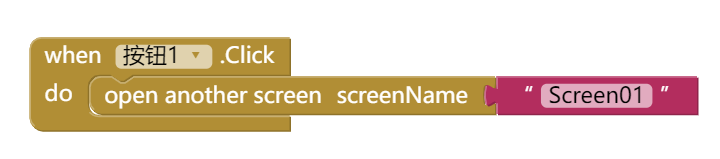 when 按钮1 .Click
do open another screen screenName “ Screen01 ”